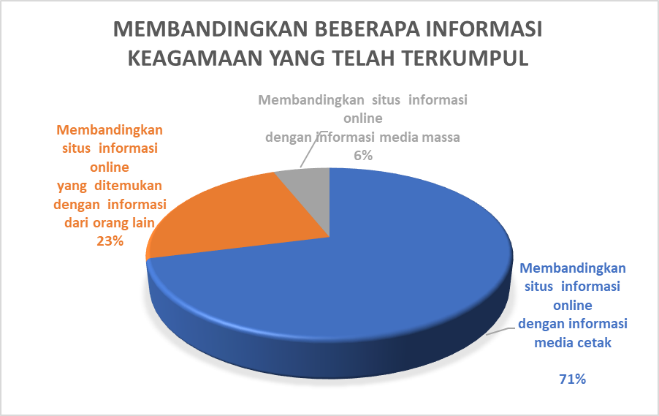 MEMBANDINGKAN BEBERAPA INFORMASI
KEAGAMAAN YANG TELAH TERKUMPUL
Membandingkan situs informasi
online
dengan informasi media massa
6%
Membandingkan
situs informasi
online
yang ditemukan
dengan informasi
dari orang lain
23%
Membandingkan
situs informasi
online
dengan informasi
media cetak
71%